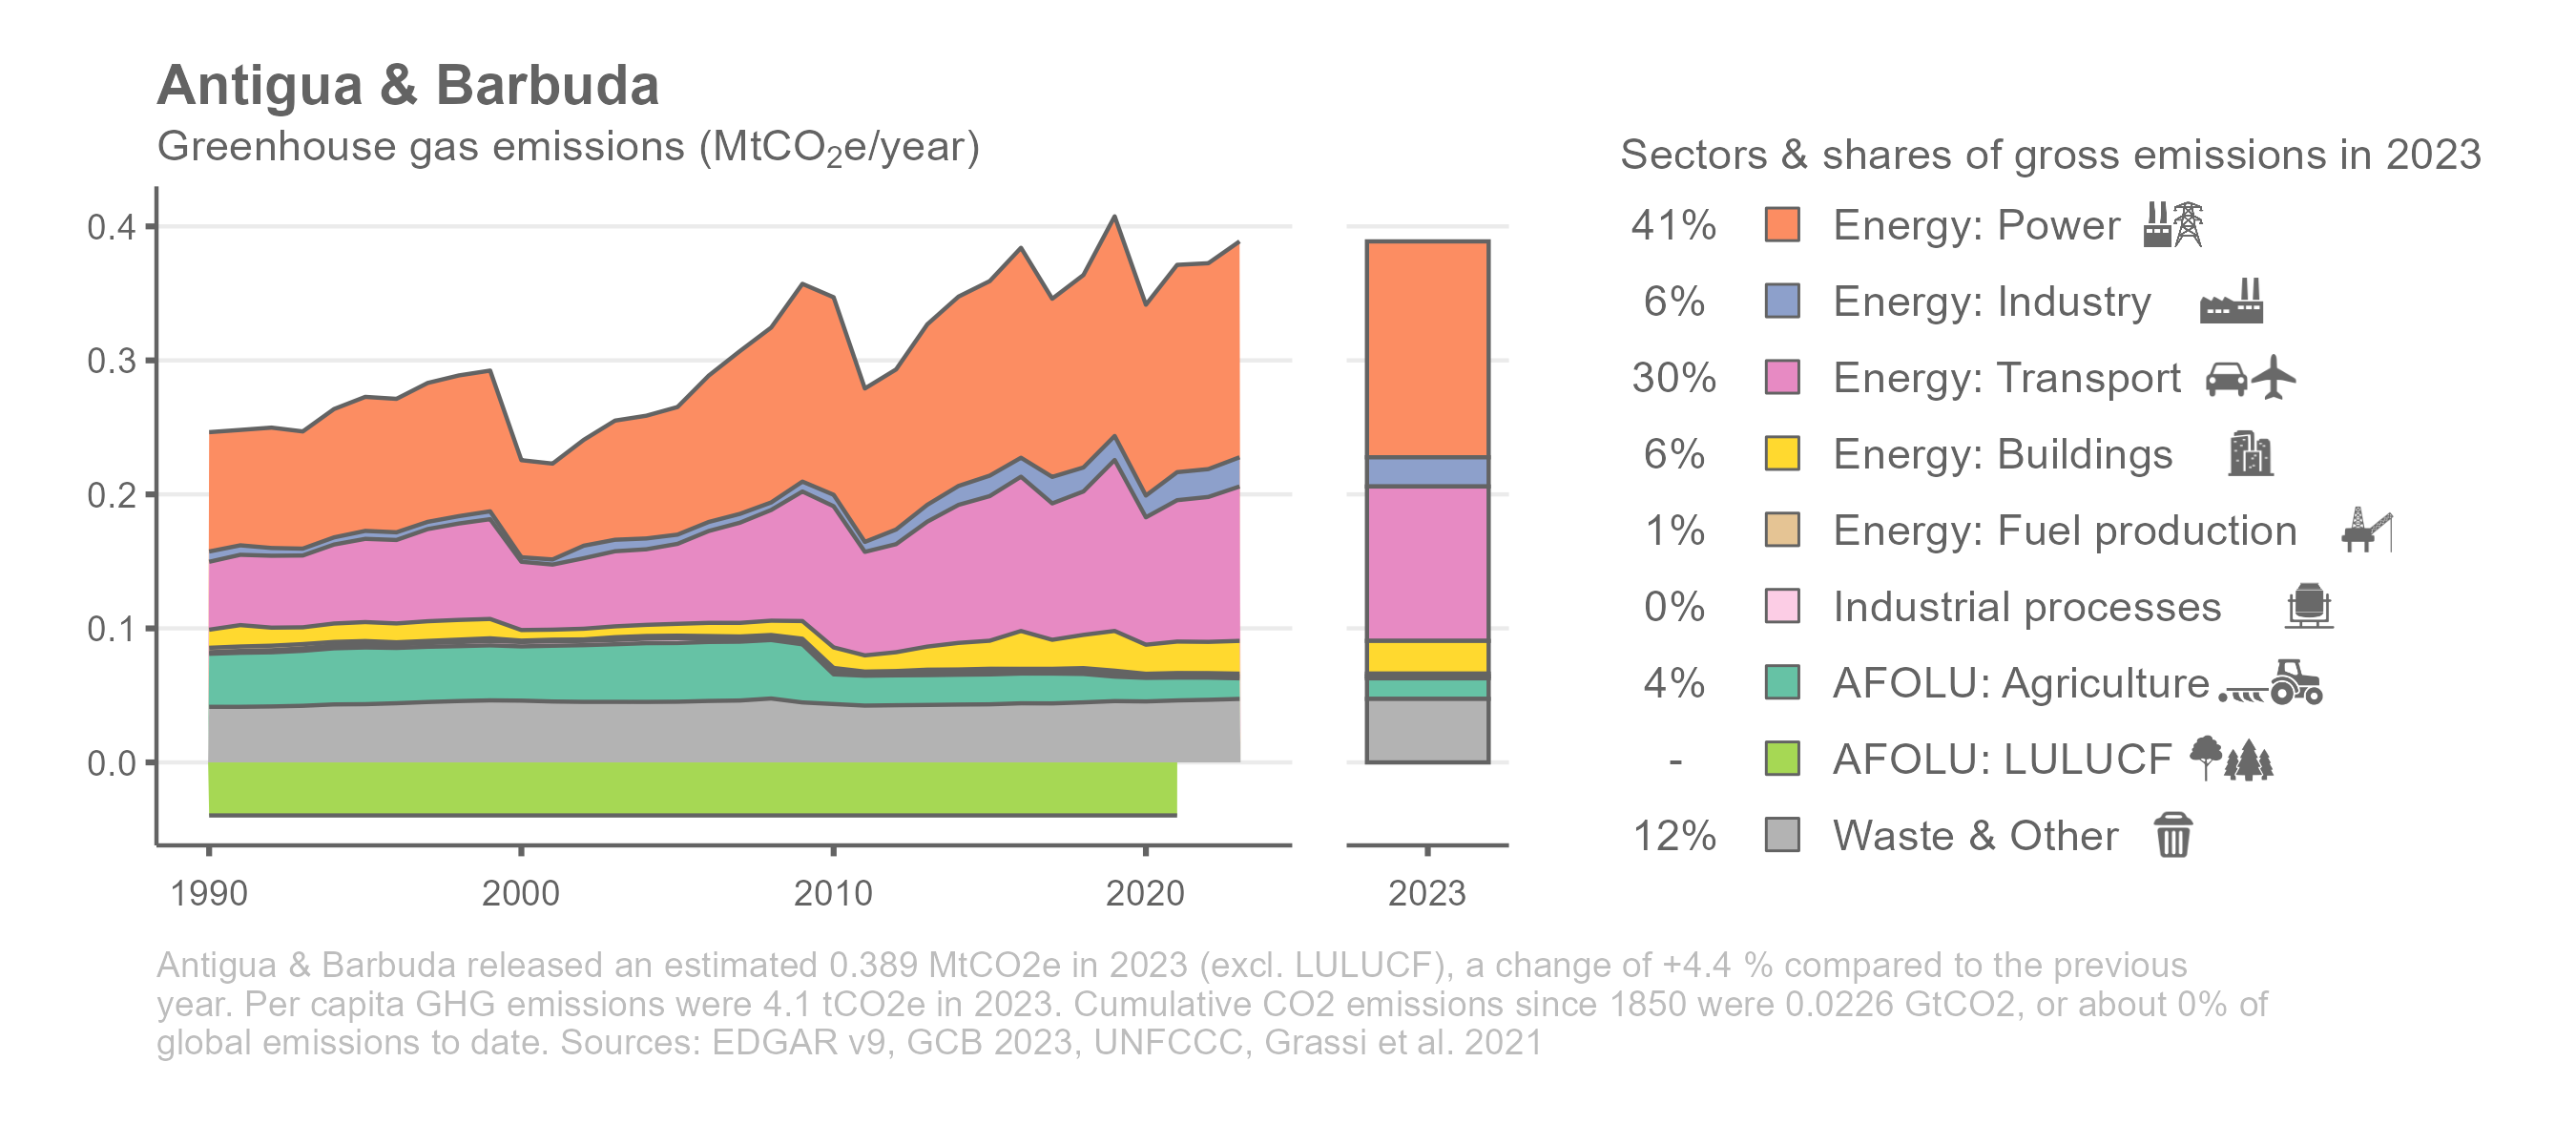 Antigua & Barbuda
Greenhouse gas emissions (MtCO₂e/year)
0.4
0.3
0.2
0.1
0.0
1990
2000
2010
2020
2023
Sectors & shares of gross emissions in 2023
41% Energy: Power
6% Energy: Industry
30% Energy: Transport
6% Energy: Buildings
1% Energy: Fuel production
0% Industrial processes
4% AFOLU: Agriculture
- AFOLU: LULUCF
12% Waste & Other
Antigua & Barbuda released an estimated 0.389 MtCO2e in 2023 (excl. LULUCF), a change of +4.4 % compared to the previous
year. Per capita GHG emissions were 4.1 tCO2e in 2023. Cumulative CO2 emissions since 1850 were 0.0226 GtCO2, or about 0% of
global emissions to date. Sources: EDGAR v9, GCB 2023, UNFCCC, Grassi et al. 2021